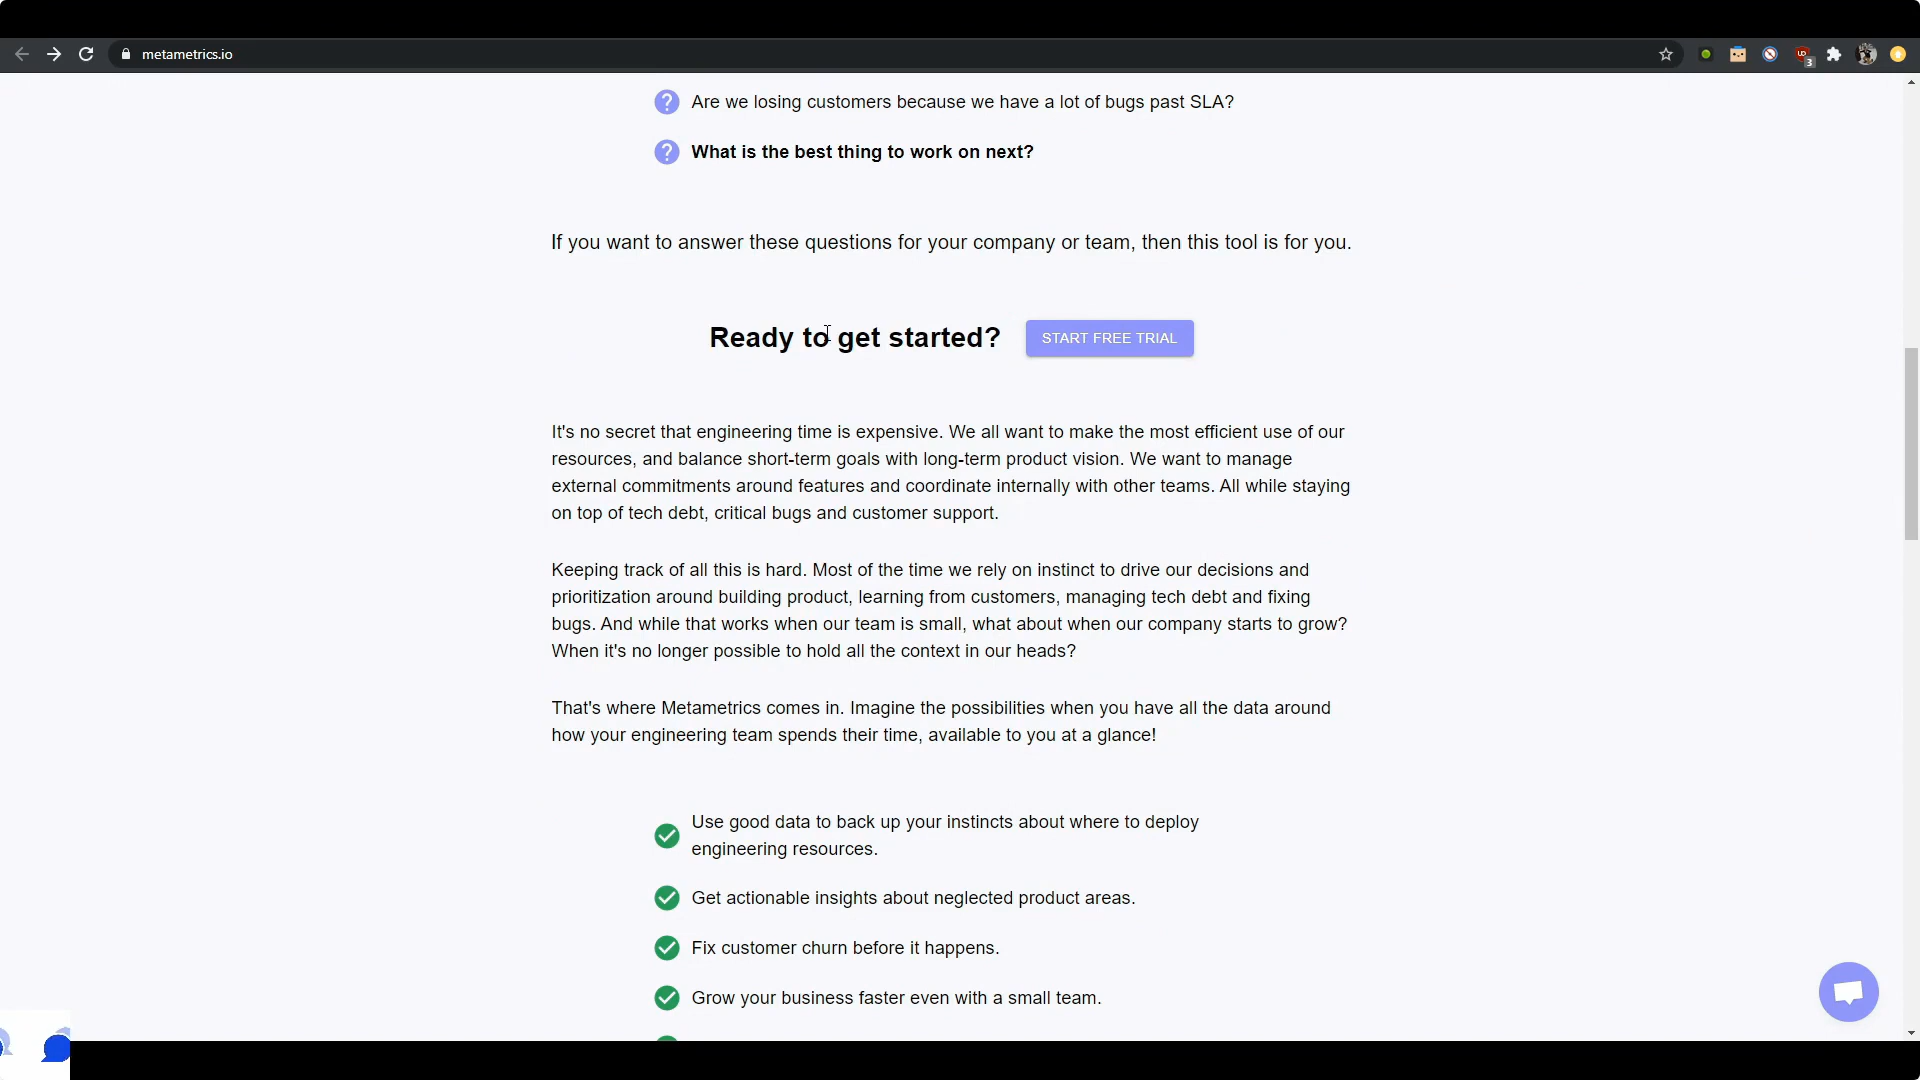 metametrics.io
3
Are we losing customers because we have a lot of bugs past SLA?
What is the best thing to work on next?
If you want to answer these questions for your company or team, then this tool is for you.
Ready to get started?
START FREE TRIAL
It's no secret that engineering time is expensive. We all want to make the most efficient use of our
resources, and balance short-term goals with long-term product vision. We want to manage
external commitments around features and coordinate internally with other teams. All while staying
on top of tech debt, critical bugs and customer support.
Keeping track of all this is hard. Most of the time we rely on instinct to drive our decisions and
prioritization around building product, learning from customers, managing tech debt and fixing
bugs. And while that works when our team is small, what about when our company starts to grow?
When it's no longer possible to hold all the context in our heads?
That's where Metametrics comes in. Imagine the possibilities when you have all the data around
how your engineering team spends their time, available to you at a glance!
Use good data to back up your instincts about where to deploy
engineering resources.
Get actionable insights about neglected product areas.
Fix customer churn before it happens.
Grow your business faster even with a small team.